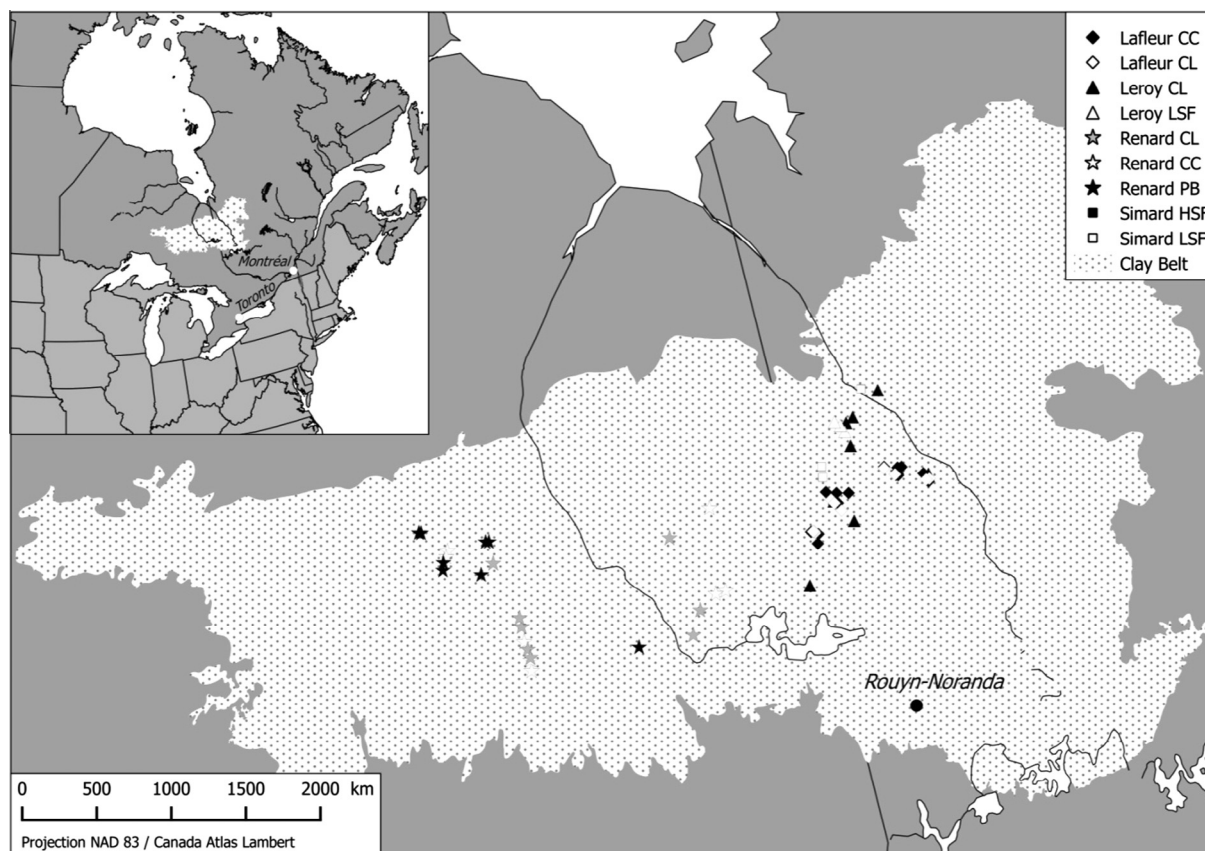 Montréal
Toronto
Lafleur CC
Lafleur CL
Leroy CL
Leroy LSF
Renard CL
Renard CC
Renard PB
Simard HSF
Simard LSF
Clay Belt
Rouyn-Noranda
0 500 1000 1500 2000 km
Projection NAD 83 / Canada Atlas Lambert